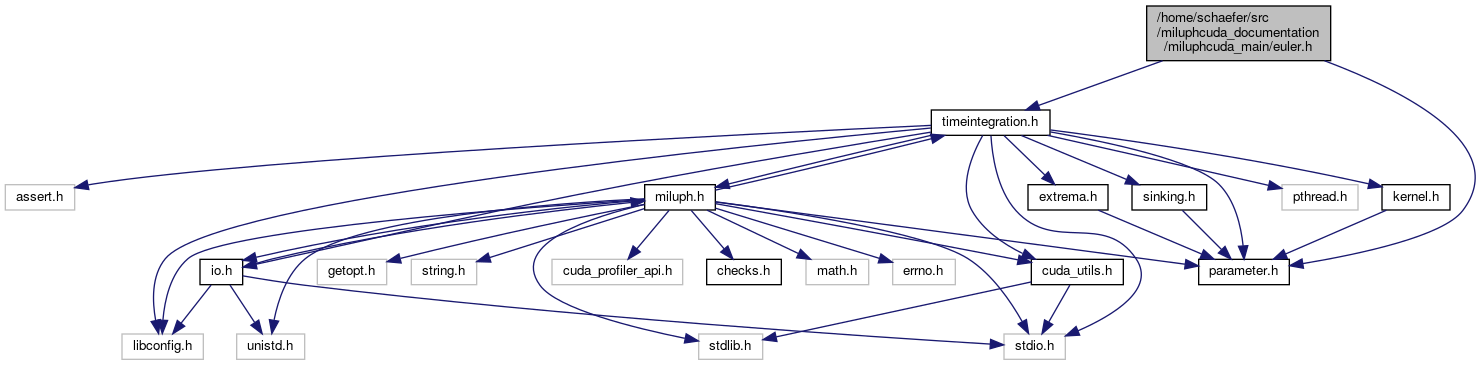 /home/schaefer/src
/miluphcuda_documentation
/miluphcuda_main/euler.h
timeintegration.h
assert.h
miluph.h
extrema.h
sinking.h
pthread.h
kernel.h
io.h
getopt.h
string.h
cuda_profiler_api.h
checks.h
math.h
errno.h
cuda_utils.h
parameter.h
libconfig.h
unistd.h
stdlib.h
stdio.h